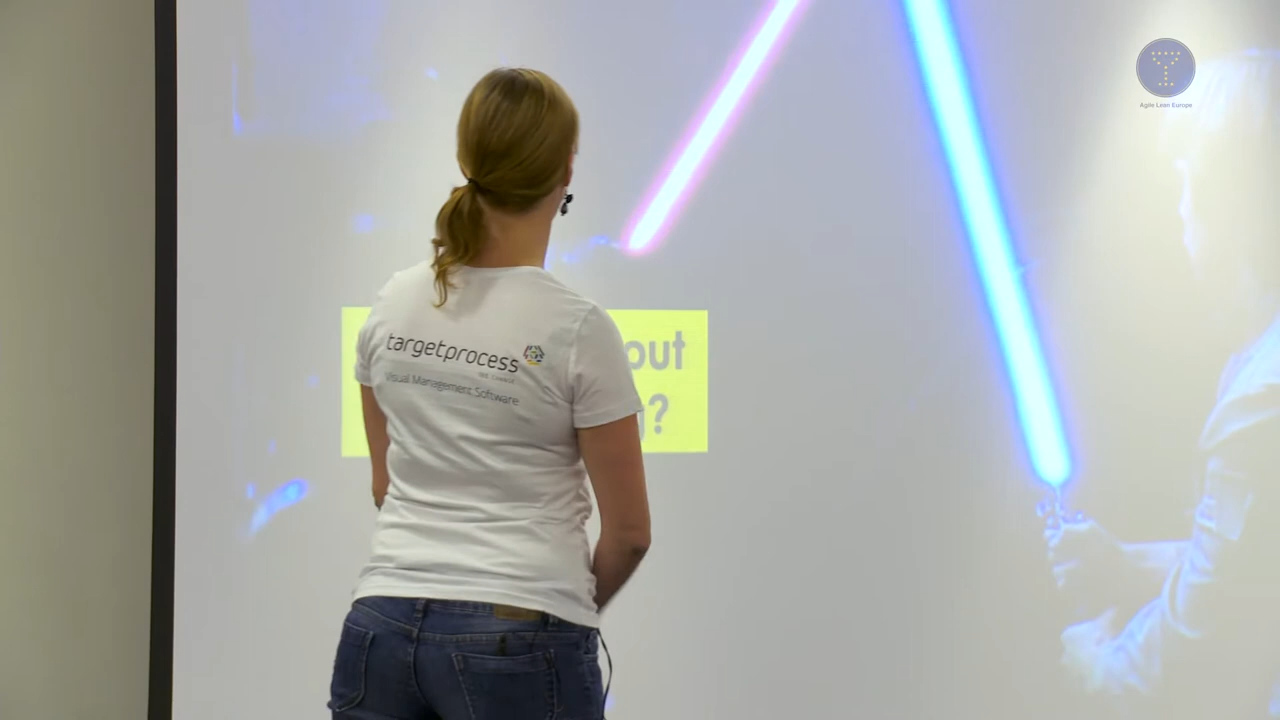 Agile Lean Europe
out
?
targetprocess
Visual Management Software